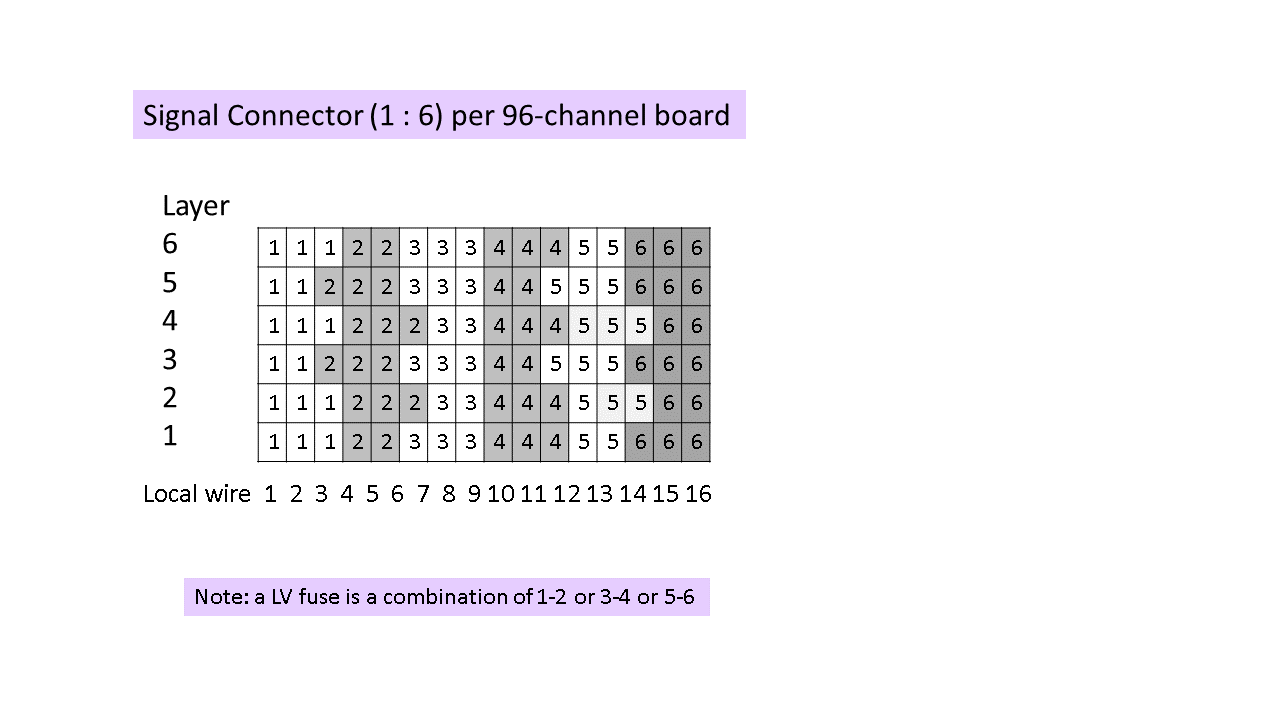 Signal Connector (1 : 6) per 96-channel board
Layer
6 1 1 1 2 2 3 3 3 4 4 4 5 5 6 6 6
5 1 1 2 2 2 3 3 3 4 4 5 5 5 6 6 6
4 1 1 1 2 2 2 3 3 4 4 4 5 5 5 6 6
3 1 1 2 2 2 3 3 3 4 4 5 5 5 6 6 6
2 1 1 1 2 2 2 3 3 4 4 4 5 5 5 6 6
1 1 1 1 2 2 3 3 3 4 4 4 5 5 6 6 6
Local wire 1 2 3 4 5 6 7 8 9 10 11 12 13 14 15 16
Note: a LV fuse is a combination of 1-2 or 3-4 or 5-6